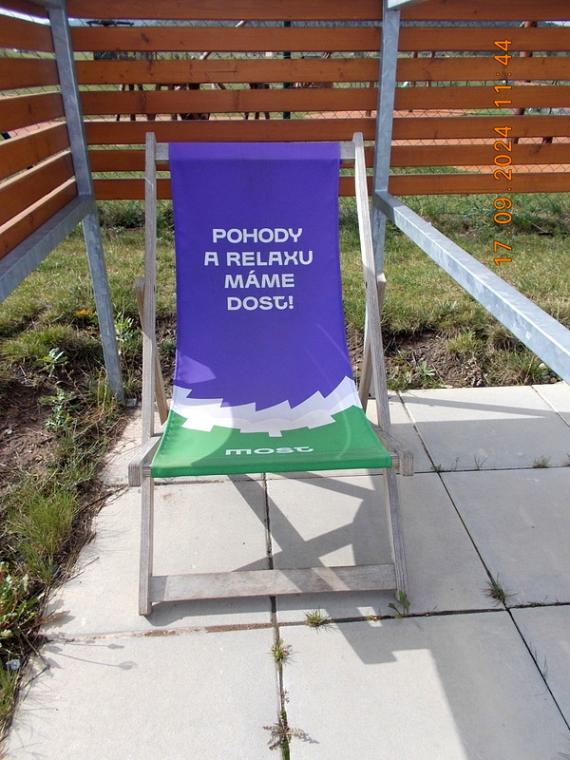 POHODY
A RELAXU
MÁME
DOST!
most
17 09.2024 11:44